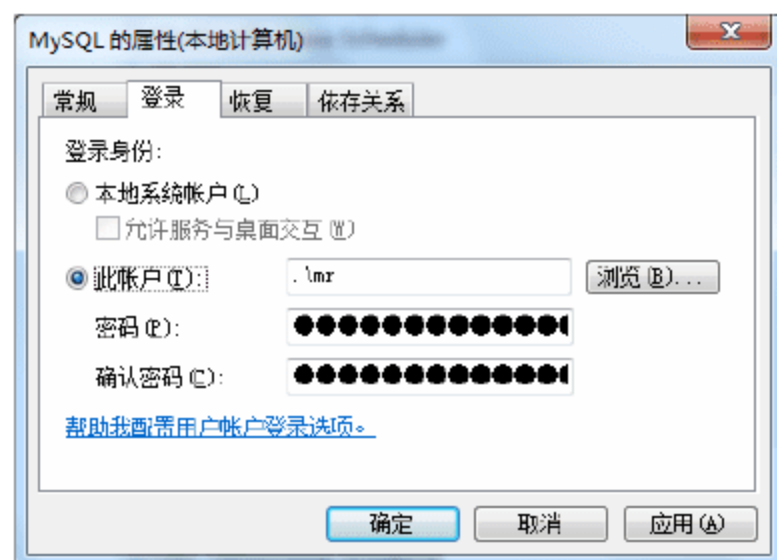 MySQL 的属性(本地计算机)
常规 登录 恢复 依存关系
登录身份:
本地系统帐户(L)
允许服务与桌面交互(W)
此帐户(T): .\mr 浏览(B)...
密码(P):
确认密码(C):
帮助我配置用户帐户登录选项。
确定 取消 应用(A)